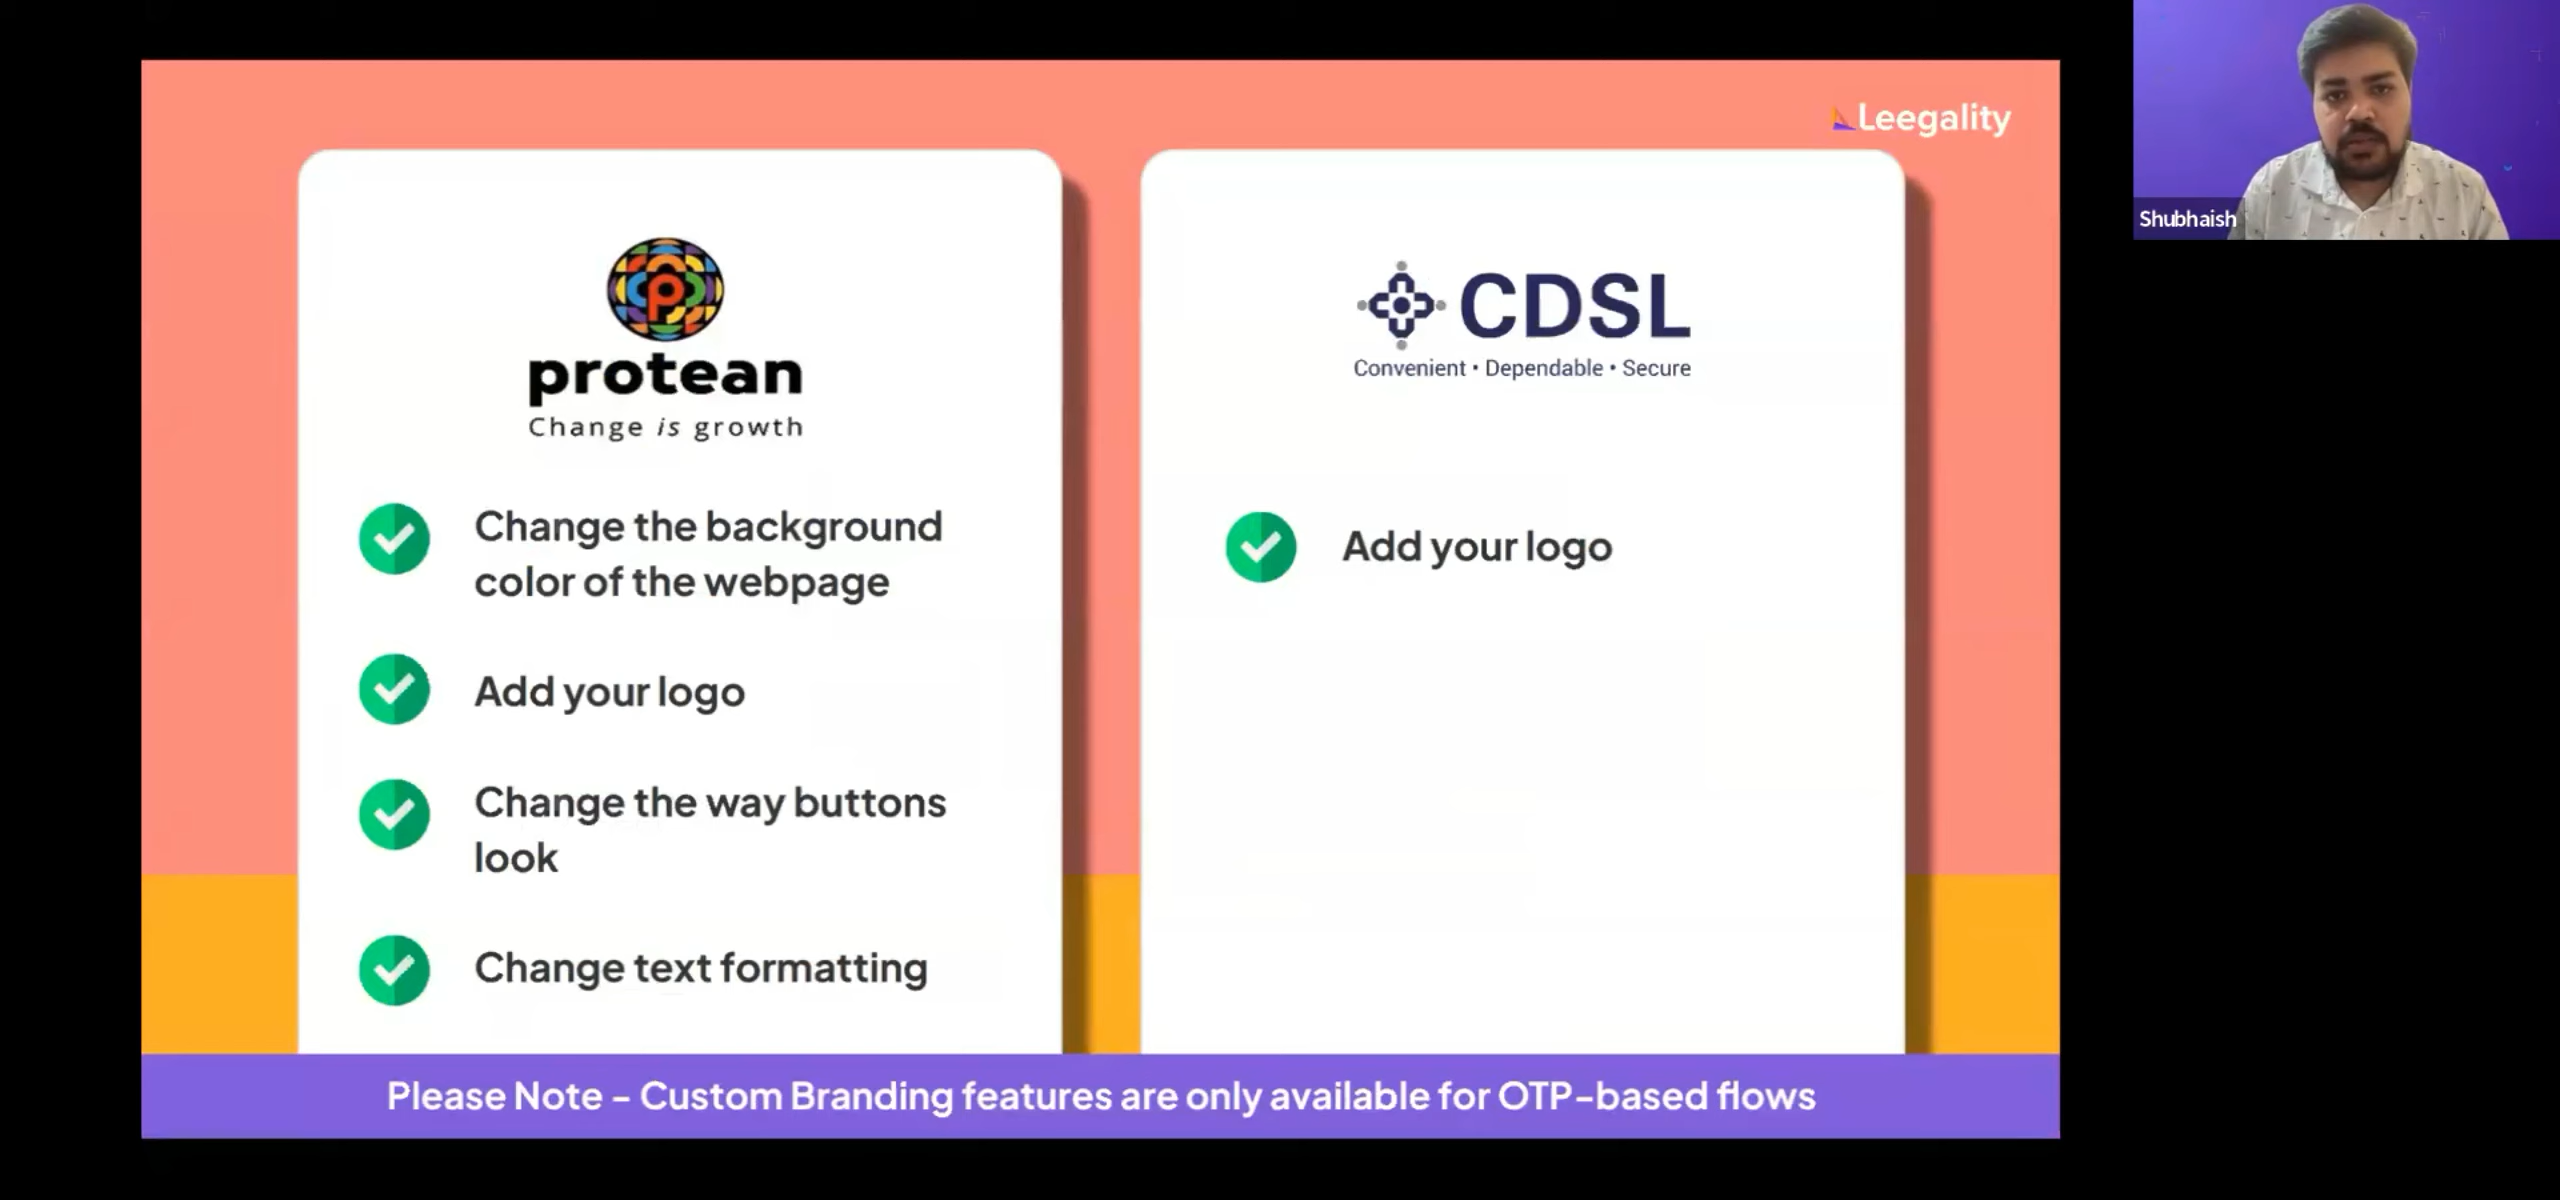 Leegality
Shubhaish
protean
Change is growth
Change the background
color of the webpage
Add your logo
Change the way buttons
look
Change text formatting
CDSL
Convenient • Dependable • Secure
Add your logo
Please Note - Custom Branding features are only available for OTP-based flows